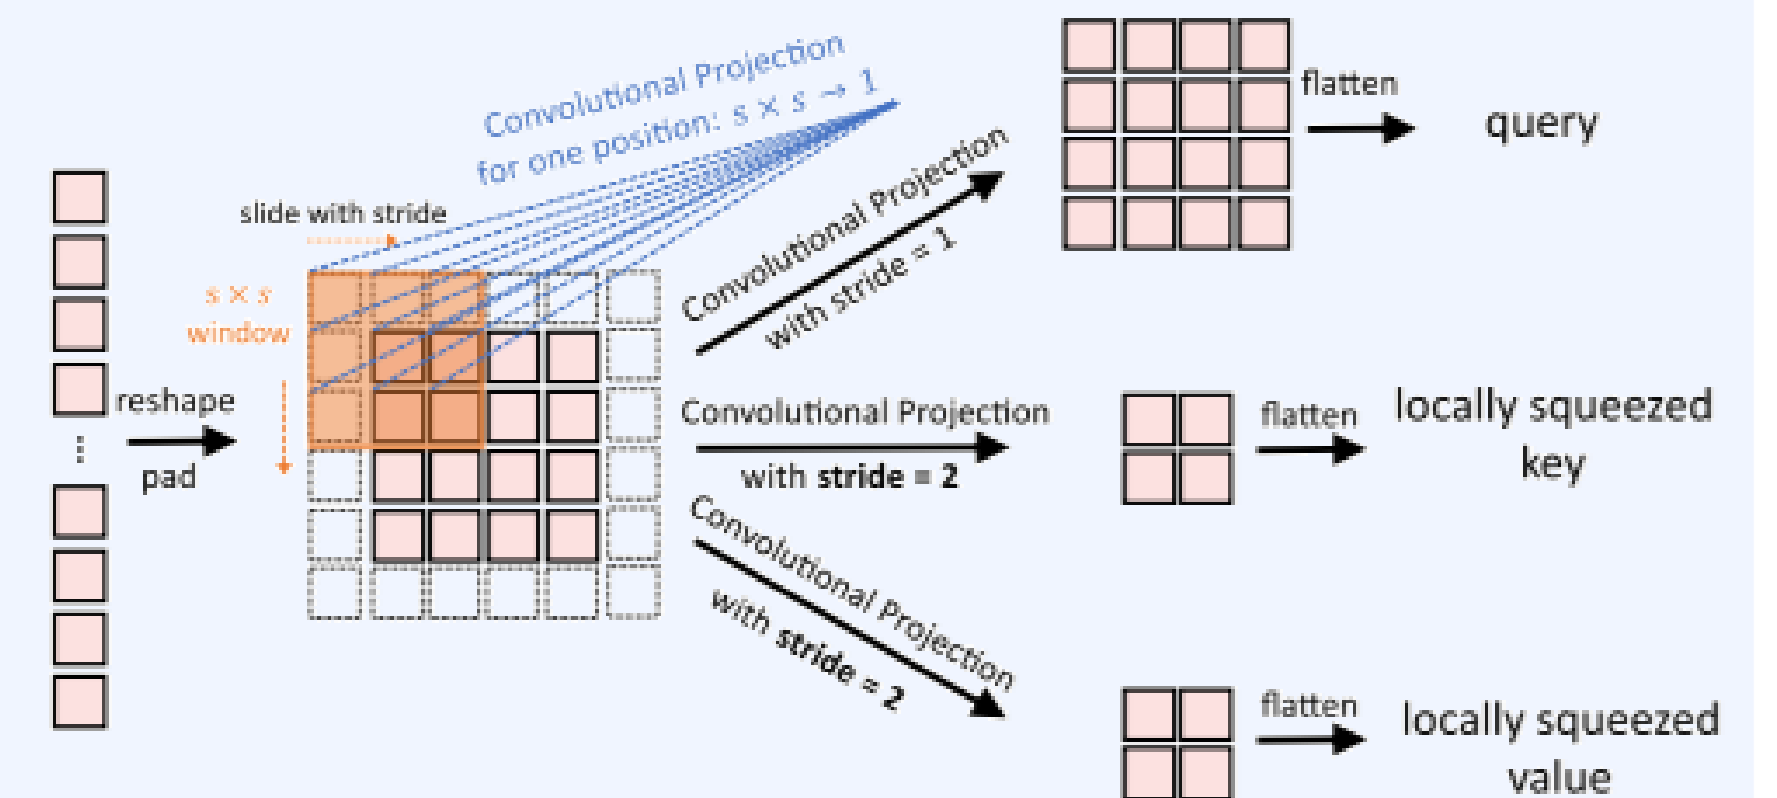 Convolutional Projection
for one position: s × s → 1
slide with stride
s × s
window
reshape
pad
Convolutional Projection
with stride = 1
flatten
query
Convolutional Projection
with stride = 2
flatten
locally squeezed
key
Convolutional Projection
with stride = 2
flatten
locally squeezed
value